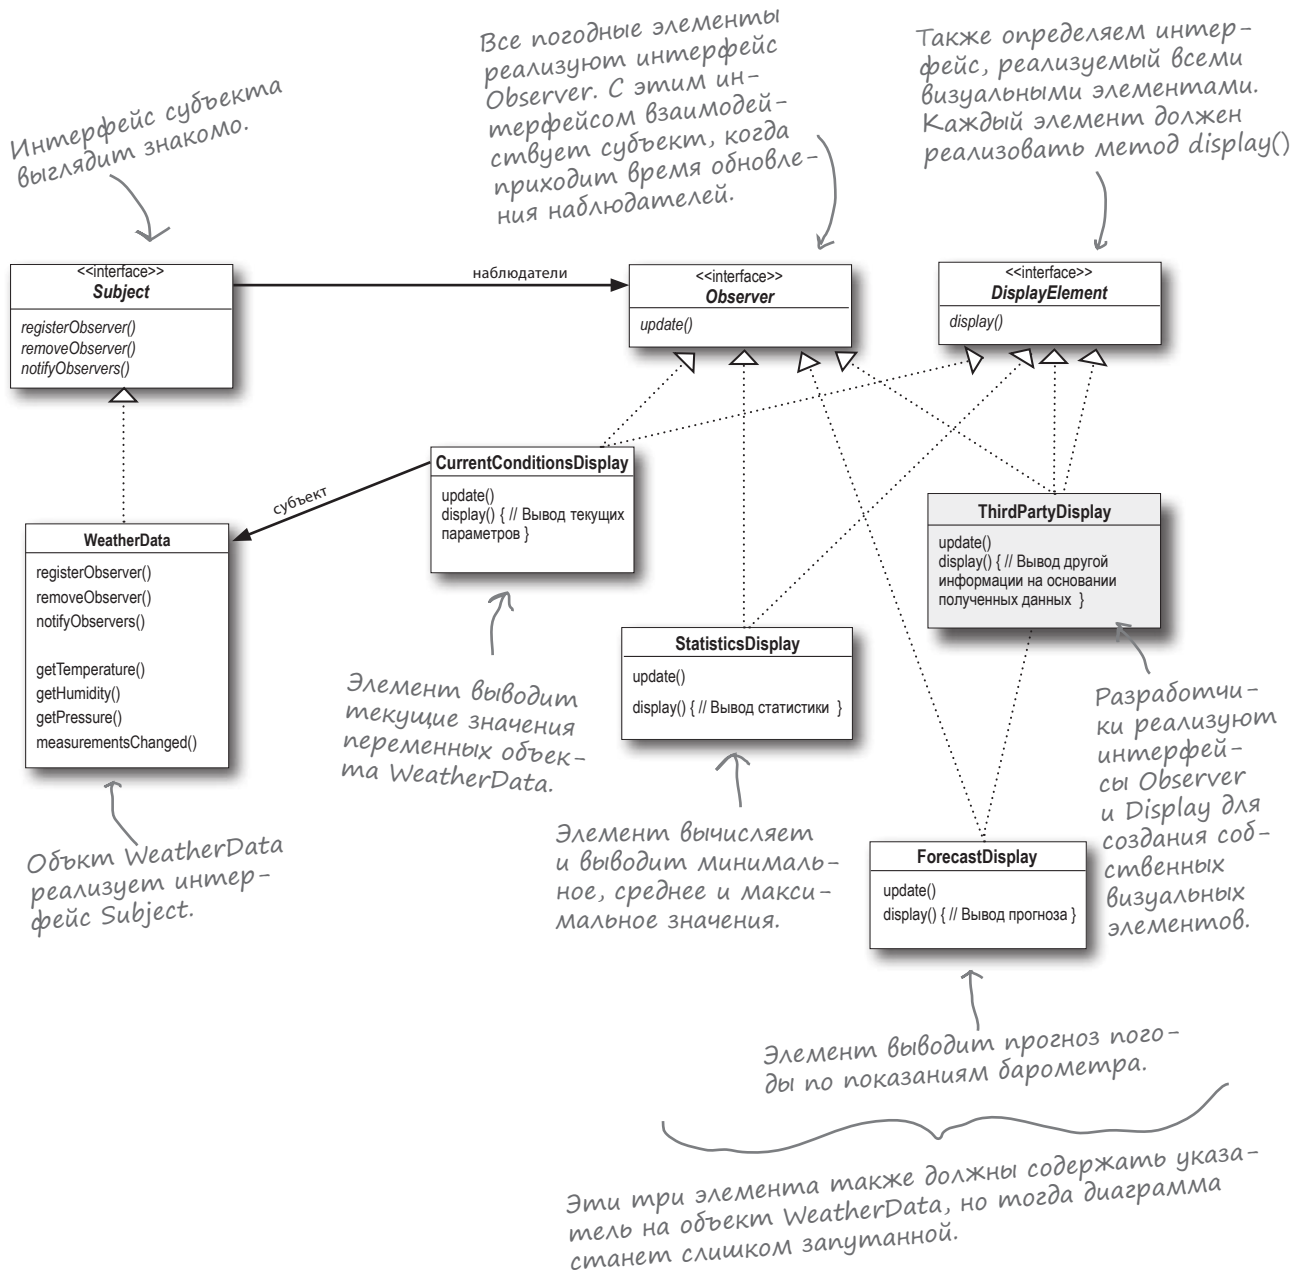 Интерфейс субъекта
выглядит знакомо.
Все погодные элементы
реализуют интерфейс
Observer. С этим ин-
терфейсом взаимодей-
ствует субъект, когда
приходит время обновле-
ния наблюдателей.
Также определяем интер-
фейс, реализуемый всеми
визуальными элементами.
Каждый элемент должен
реализовать метод display()
<<interface>>
Subject
registerObserver()
removeObserver()
notifyObservers()
наблюдатели
<<interface>>
Observer
update()
<<interface>>
DisplayElement
display()
CurrentConditionsDisplay
update()
display() { // Вывод текущих
параметров }
субъект
WeatherData
registerObserver()
removeObserver()
notifyObservers()
getTemperature()
getHumidity()
getPressure()
measurementsChanged()
ThirdPartyDisplay
update()
display() { // Вывод другой
информации на основании
полученных данных }
StatisticsDisplay
update()
display() { // Вывод статистики }
Элемент выводит
текущие значения
переменных объек-
та WeatherData.
Разработчи-
ки реализуют
интерфей-
сы Observer
и Display для
создания соб-
ственных
визуальных
элементов.
Объкт WeatherData
реализует интер-
фейс Subject.
Элемент вычисляет
и выводит минималь-
ное, среднее и макси-
мальное значения.
ForecastDisplay
update()
display() { // Вывод прогноза }
Элемент выводит прогноз пого-
ды по показаниям барометра.
Эти три элемента также должны содержать указа-
тель на объект WeatherData, но тогда диаграмма
станет слишком запутанной.